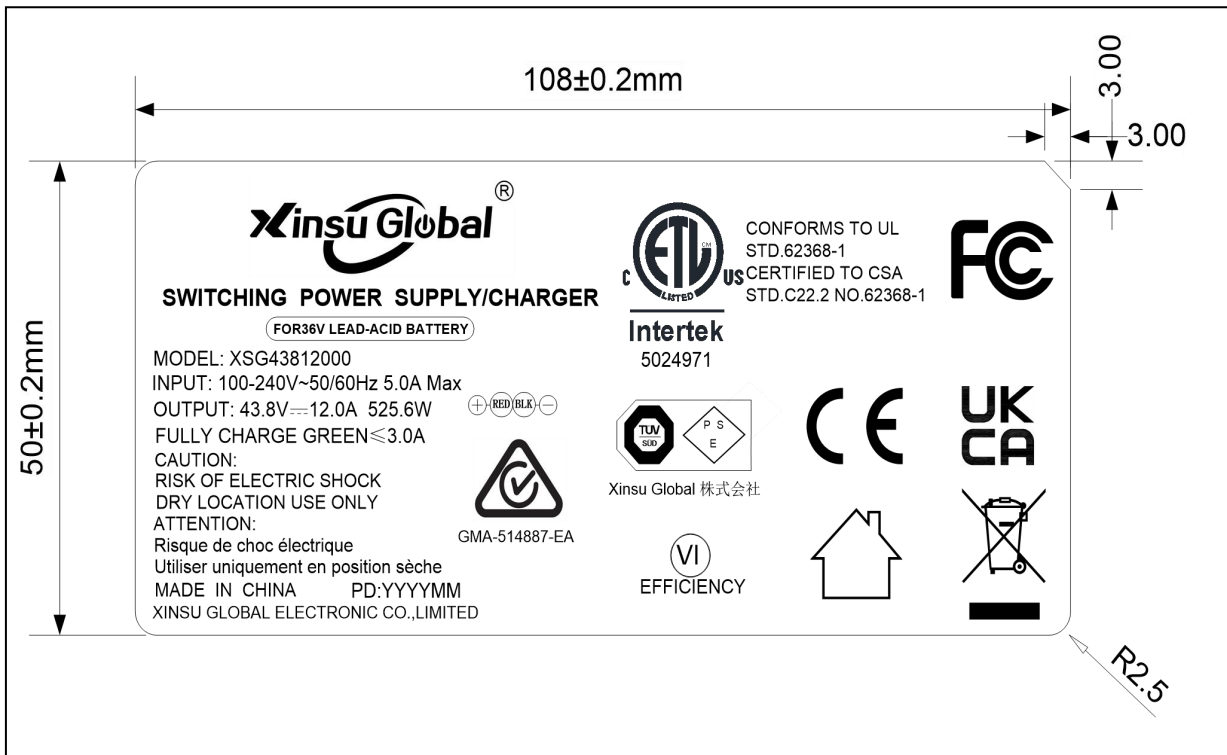 108±0.2mm
3.00
3.00
50±0.2mm
Xinsu Global®
SWITCHING POWER SUPPLY/CHARGER
FOR36V LEAD-ACID BATTERY
MODEL: XSG43812000
INPUT: 100-240V~50/60Hz 5.0A Max
OUTPUT: 43.8V⎓12.0A 525.6W
+ RED BLK -
FULLY CHARGE GREEN≤3.0A
CAUTION:
RISK OF ELECTRIC SHOCK
DRY LOCATION USE ONLY
ATTENTION:
Risque de choc électrique
Utiliser uniquement en position sèche
MADE IN CHINA PD:YYYYMM
XINSU GLOBAL ELECTRONIC CO.,LIMITED
GMA-514887-EA
ETL CM
C US
LISTED
Intertek
5024971
CONFORMS TO UL
STD.62368-1
CERTIFIED TO CSA
STD.C22.2 NO.62368-1
FC
TUV
SÜD
P S
E
Xinsu Global 株式会社
VI
EFFICIENCY
CE
UK
CA
R2.5